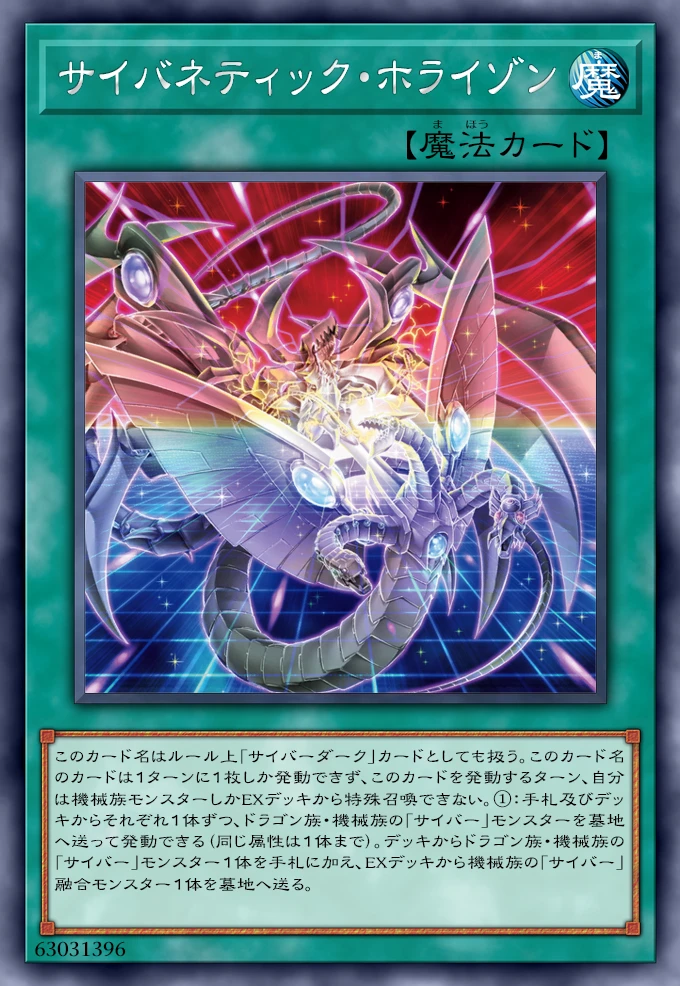 サイバネティック・ホライゾン
ま
魔
ま ほう
【魔法カード】
このカード名はルール上「サイバーダーク」カードとしても扱う。このカード名
のカードは１ターンに１枚しか発動できず、このカードを発動するターン、自分
は機械族モンスターしかEXデッキから特殊召喚できない。①：手札及びデッ
キからそれぞれ１体ずつ、ドラゴン族・機械族の「サイバー」モンスターを墓地
へ送って発動できる（同じ属性は１体まで）。デッキからドラゴン族・機械族の
「サイバー」モンスター１体を手札に加え、EXデッキから機械族の「サイバー」
融合モンスター１体を墓地へ送る。
63031396